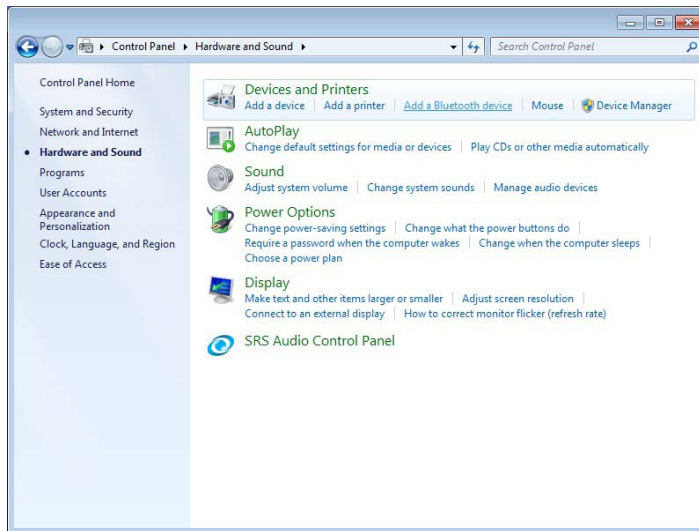 Control Panel ▸ Hardware and Sound ▸
Search Control Panel
Control Panel Home
System and Security
Network and Internet
Hardware and Sound
Programs
User Accounts
Appearance and
Personalization
Clock, Language, and Region
Ease of Access
Devices and Printers
Add a device | Add a printer | Add a Bluetooth device | Mouse | Device Manager
AutoPlay
Change default settings for media or devices | Play CDs or other media automatically
Sound
Adjust system volume | Change system sounds | Manage audio devices
Power Options
Change power-saving settings | Change what the power buttons do |
Require a password when the computer wakes | Change when the computer sleeps |
Choose a power plan
Display
Make text and other items larger or smaller | Adjust screen resolution |
Connect to an external display | How to correct monitor flicker (refresh rate)
SRS Audio Control Panel